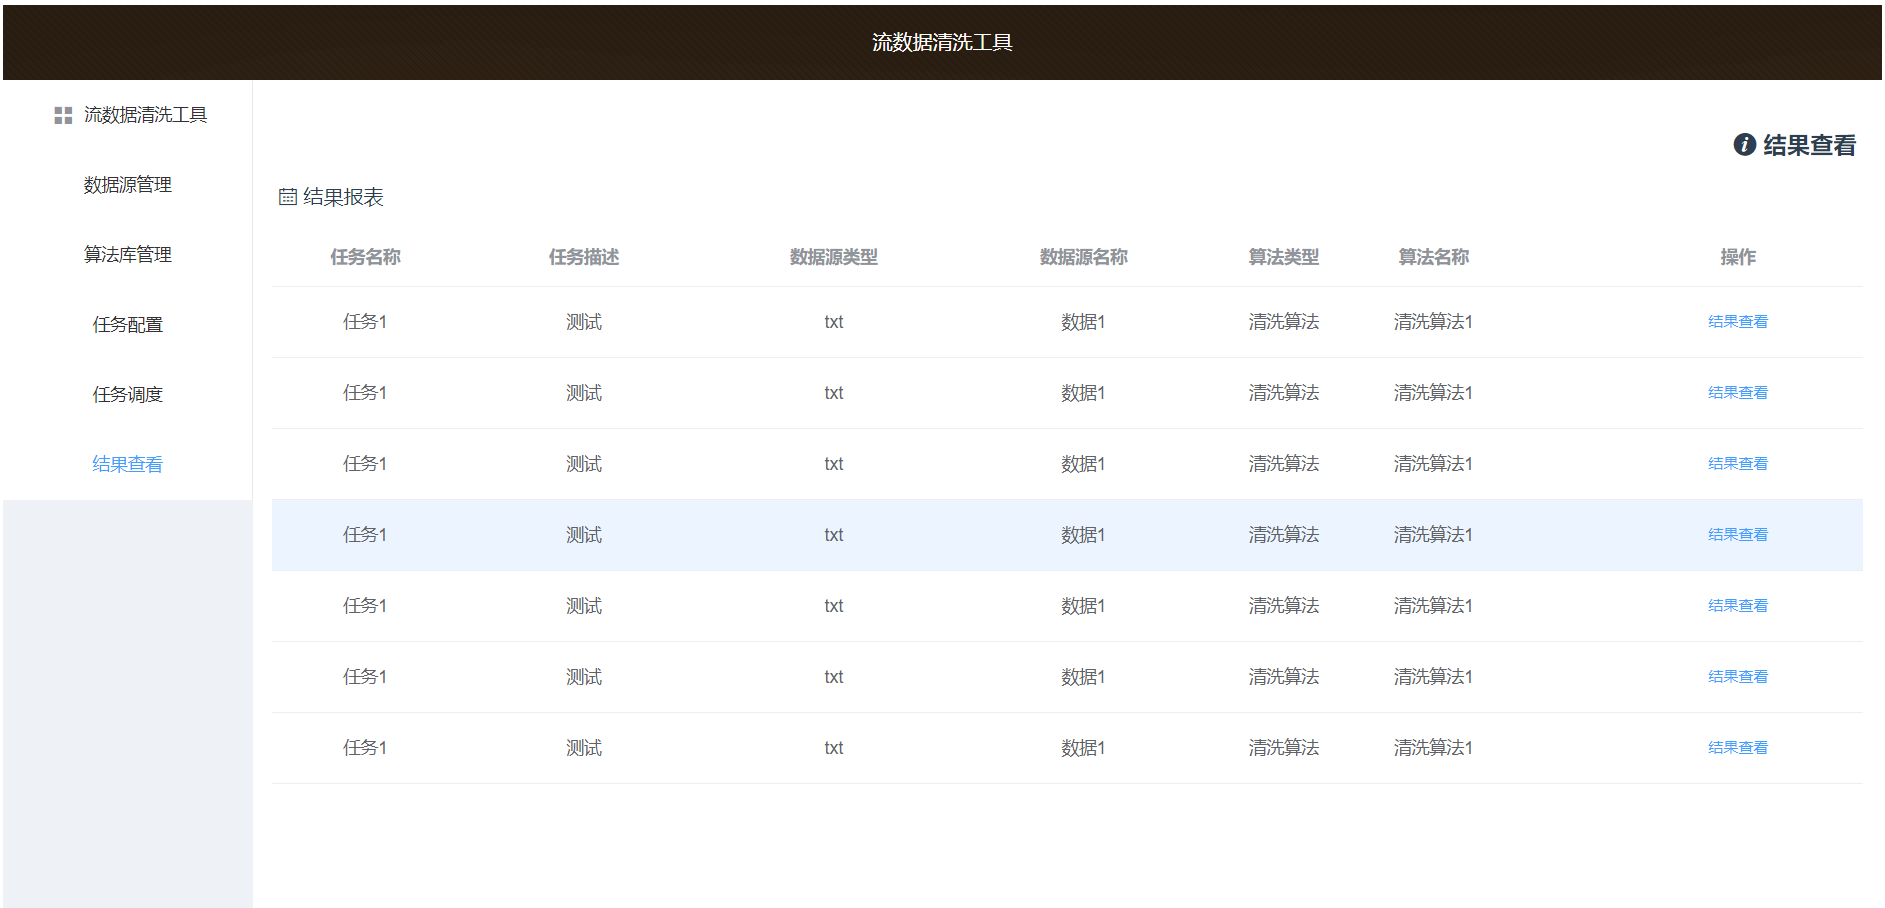 流数据清洗工具
流数据清洗工具
数据源管理
算法库管理
任务配置
任务调度
结果查看
结果查看
结果报表
任务名称 任务描述 数据源类型 数据源名称 算法类型 算法名称 操作
任务1 测试 txt 数据1 清洗算法 清洗算法1 结果查看
任务1 测试 txt 数据1 清洗算法 清洗算法1 结果查看
任务1 测试 txt 数据1 清洗算法 清洗算法1 结果查看
任务1 测试 txt 数据1 清洗算法 清洗算法1 结果查看
任务1 测试 txt 数据1 清洗算法 清洗算法1 结果查看
任务1 测试 txt 数据1 清洗算法 清洗算法1 结果查看
任务1 测试 txt 数据1 清洗算法 清洗算法1 结果查看